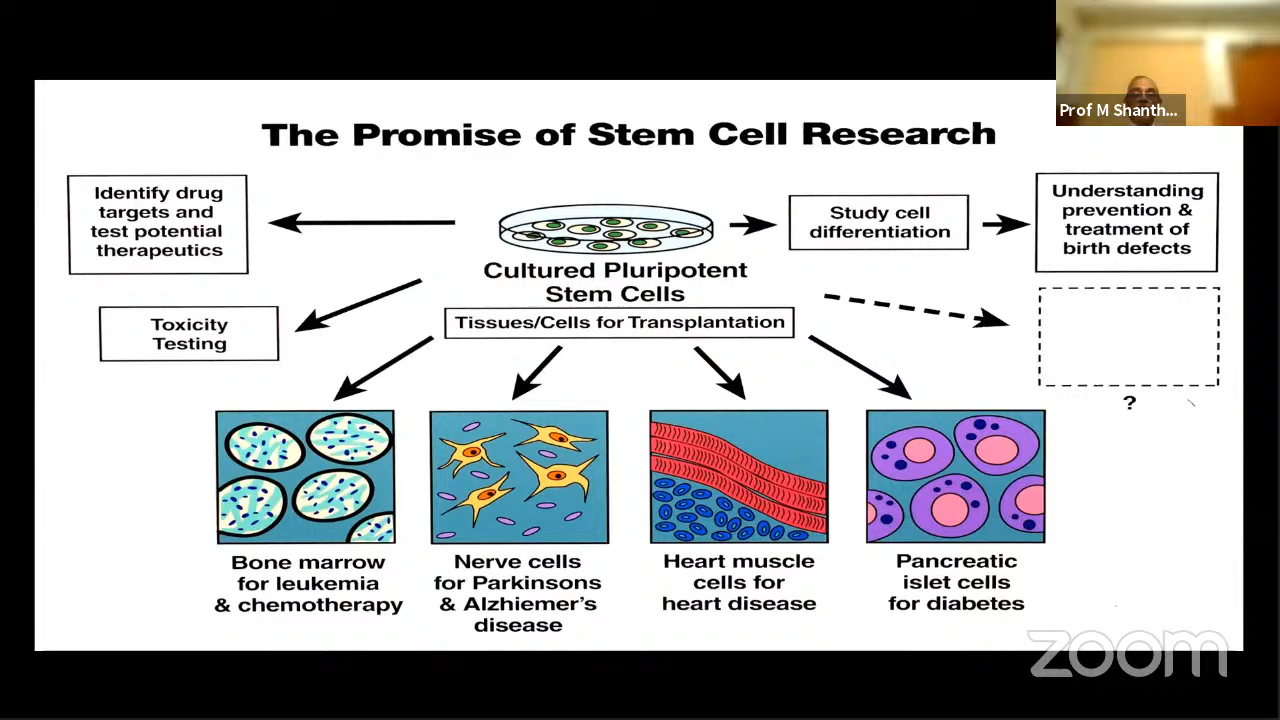 Prof M Shanth...
The Promise of Stem Cell Research
Identify drug
targets and
test potential
therapeutics
Study cell
differentiation
Understanding
prevention &
treatment of
birth defects
Cultured Pluripotent
Stem Cells
Toxicity
Testing
Tissues/Cells for Transplantation
?
Bone marrow
for leukemia
& chemotherapy
Nerve cells
for Parkinsons
& Alzhiemer's
disease
Heart muscle
cells for
heart disease
Pancreatic
islet cells
for diabetes
zoom